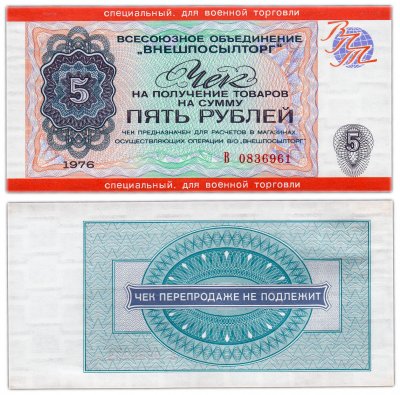 специальный. для военной торговли
ВСЕСОЮЗНОЕ ОБЪЕДИНЕНИЕ
"ВНЕШПОСЫЛТОРГ"
ВПТ
5
Чек
НА ПОЛУЧЕНИЕ ТОВАРОВ
НА СУММУ
ПЯТЬ РУБЛЕЙ
ЧЕК ПРЕДНАЗНАЧЕН ДЛЯ РАСЧЕТОВ В МАГАЗИНАХ,
ОСУЩЕСТВЛЯЮЩИХ ОПЕРАЦИИ В/О „ВНЕШПОСЫЛТОРГ"
5
1976
В 0836961
специальный. для военной торговли
ЧЕК ПЕРЕПРОДАЖЕ НЕ ПОДЛЕЖИТ